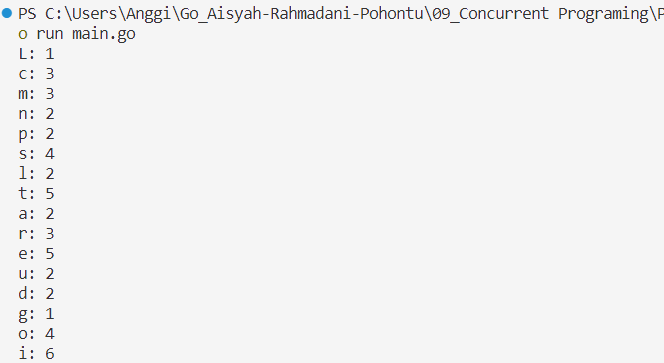 PS C:\Users\Anggi\Go_Aisyah-Rahmadani-Pohontu\09_Concurrent Programing\P
o run main.go
L: 1
c: 3
m: 3
n: 2
p: 2
s: 4
l: 2
t: 5
a: 2
r: 3
e: 5
u: 2
d: 2
g: 1
o: 4
i: 6